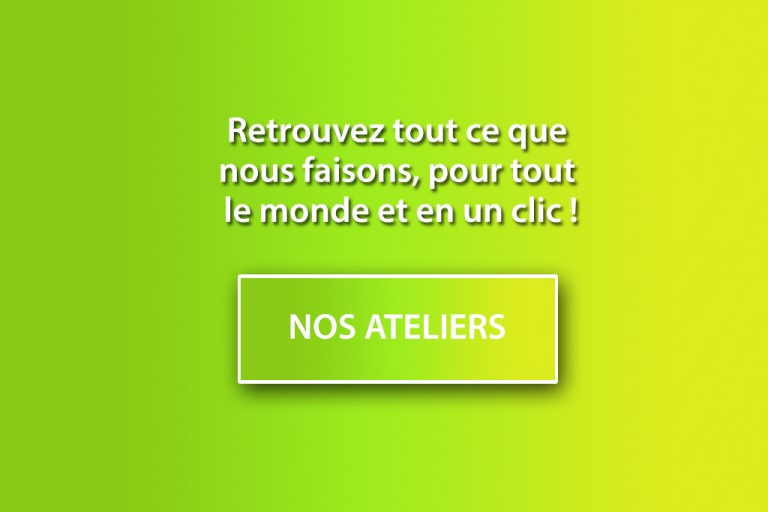 Retrouvez tout ce que
nous faisons, pour tout
le monde et en un clic !
NOS ATELIERS